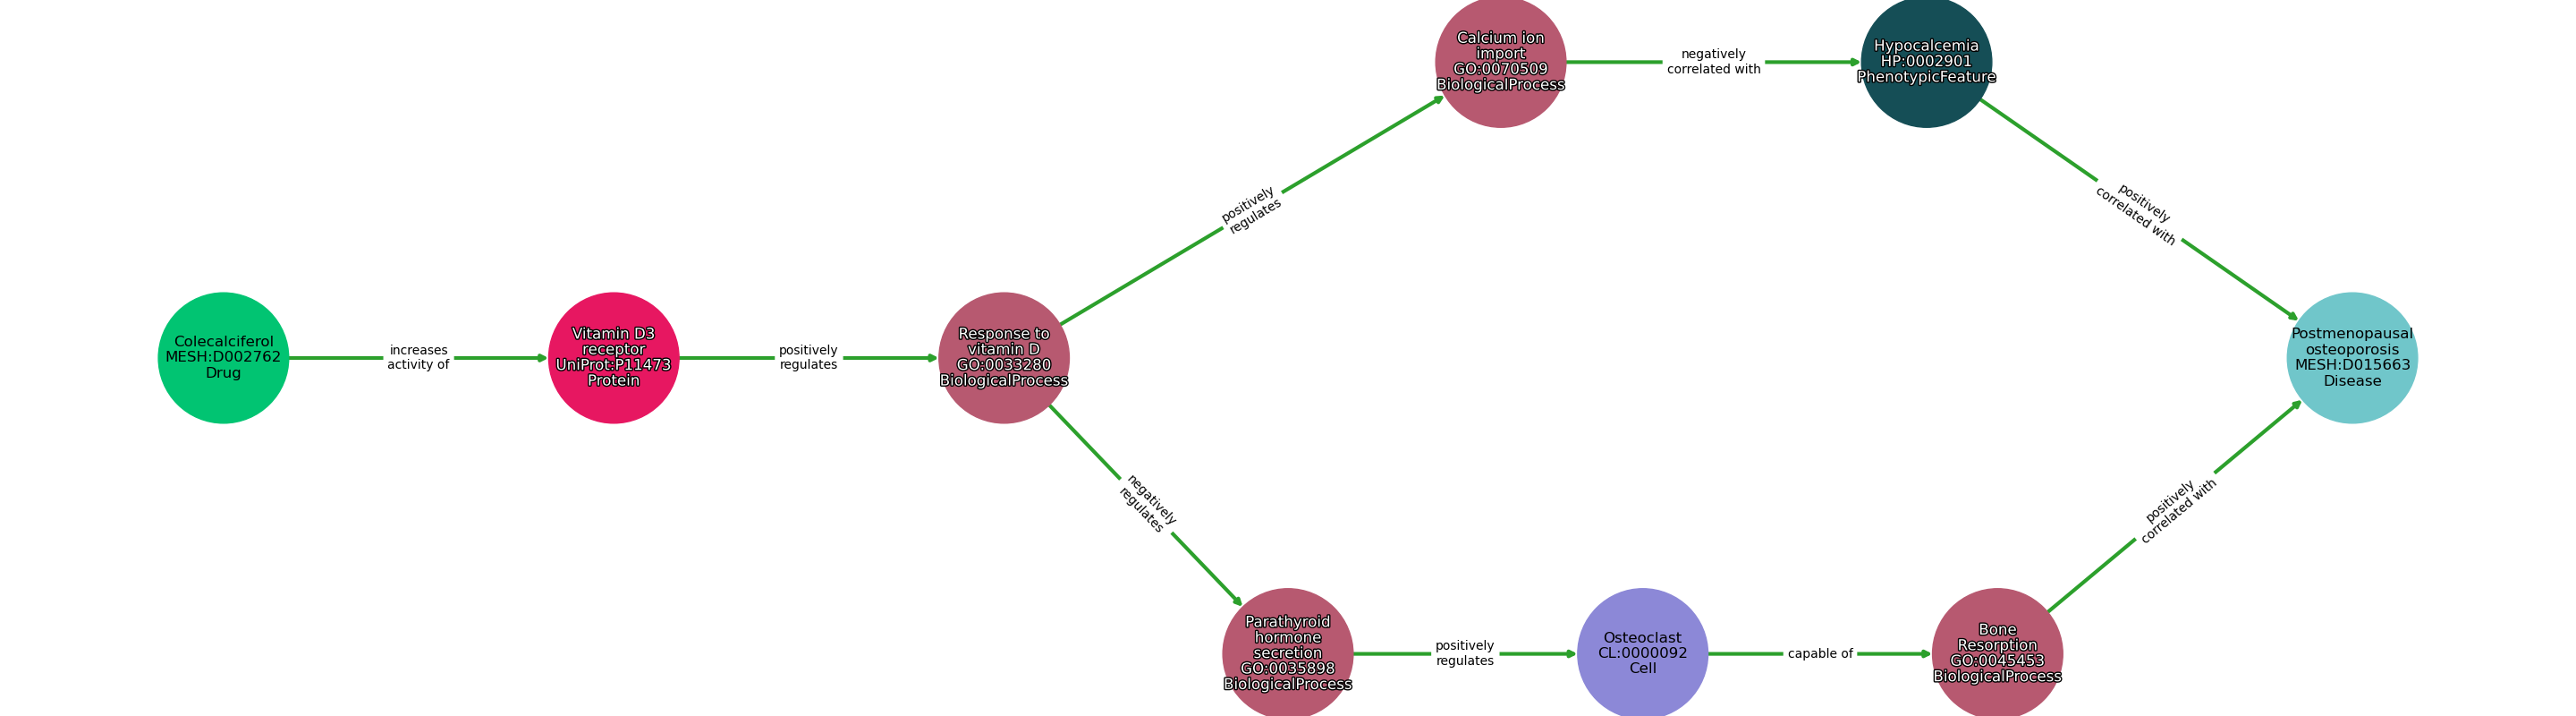 Colecalciferol
MESH:D002762
Drug
increases
activity of
Vitamin D3
receptor
UniProt:P11473
Protein
positively
regulates
Response to
vitamin D
GO:0033280
BiologicalProcess
positively
regulates
Calcium ion
import
GO:0070509
BiologicalProcess
negatively
correlated with
Hypocalcemia
HP:0002901
PhenotypicFeature
positively
correlated with
negatively
regulates
Parathyroid
hormone
secretion
GO:0035898
BiologicalProcess
positively
regulates
Osteoclast
CL:0000092
Cell
capable of
Bone
Resorption
GO:0045453
BiologicalProcess
positively
correlated with
Postmenopausal
osteoporosis
MESH:D015663
Disease